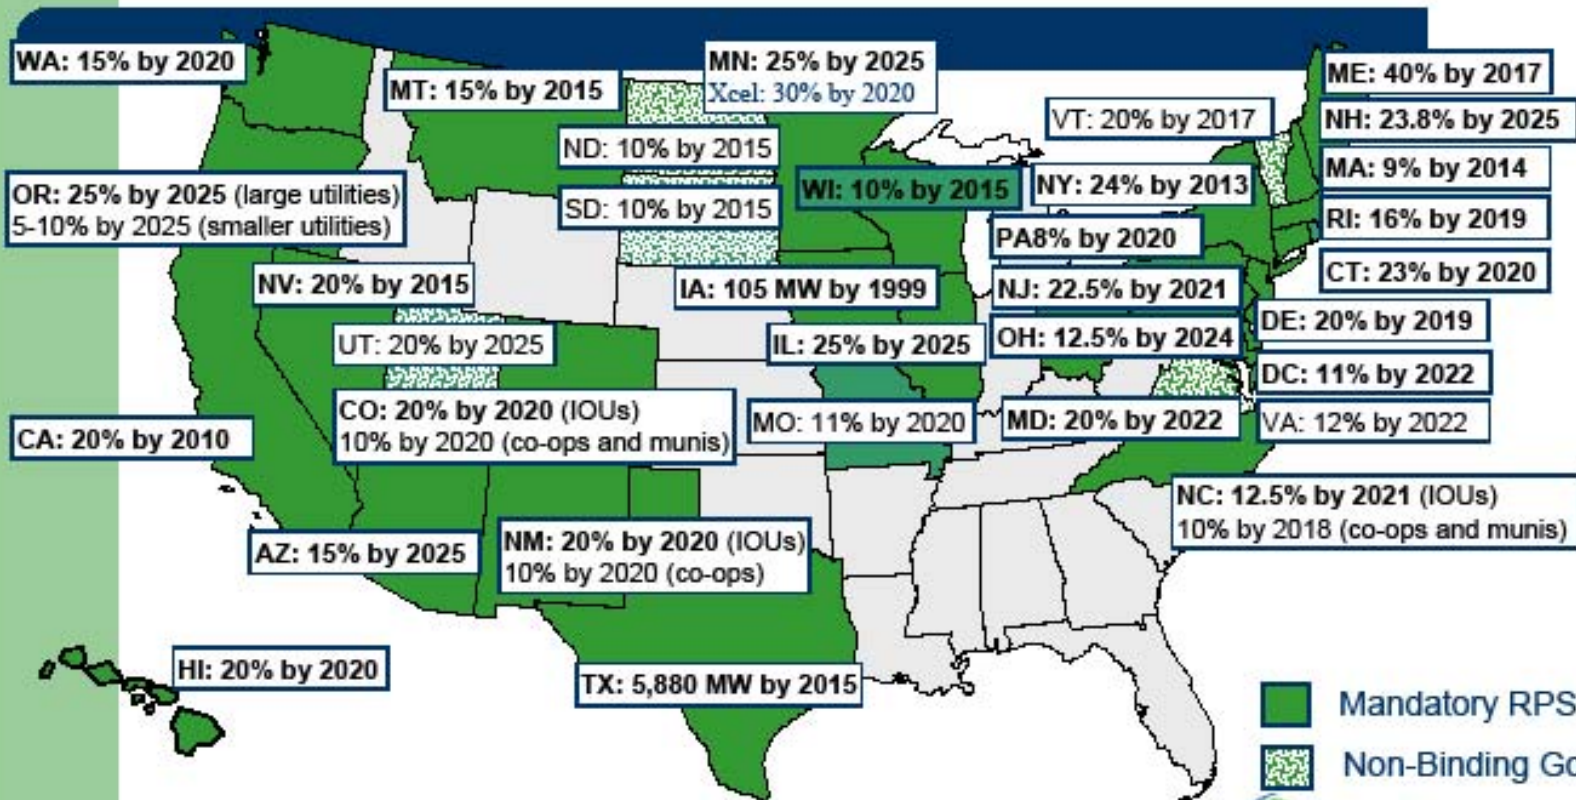 WA: 15% by 2020
MT: 15% by 2015
MN: 25% by 2025
Xcel: 30% by 2020
ME: 40% by 2017
VT: 20% by 2017
NH: 23.8% by 2025
ND: 10% by 2015
MA: 9% by 2014
OR: 25% by 2025 (large utilities)
5-10% by 2025 (smaller utilities)
SD: 10% by 2015
WI: 10% by 2015
NY: 24% by 2013
RI: 16% by 2019
PA8% by 2020
CT: 23% by 2020
NV: 20% by 2015
IA: 105 MW by 1999
NJ: 22.5% by 2021
DE: 20% by 2019
UT: 20% by 2025
IL: 25% by 2025
OH: 12.5% by 2024
DC: 11% by 2022
CO: 20% by 2020 (IOUs)
10% by 2020 (co-ops and munis)
MO: 11% by 2020
MD: 20% by 2022
VA: 12% by 2022
CA: 20% by 2010
NC: 12.5% by 2021 (IOUs)
10% by 2018 (co-ops and munis)
AZ: 15% by 2025
NM: 20% by 2020 (IOUs)
10% by 2020 (co-ops)
HI: 20% by 2020
TX: 5,880 MW by 2015
Mandatory RPS
Non-Binding Go